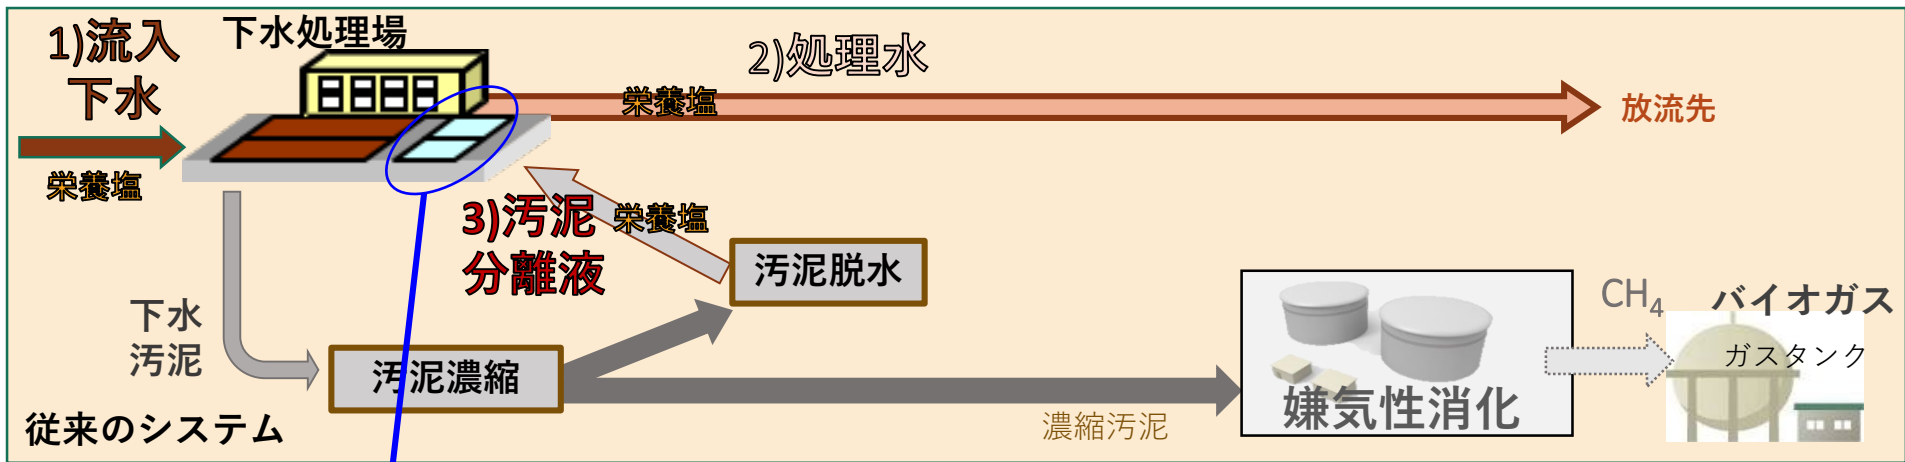 1)流入
下水
下水処理場
2)処理水
栄養塩
放流先
栄養塩
3)汚泥
分離液
栄養塩
汚泥脱水
下水
汚泥
汚泥濃縮
濃縮汚泥
嫌気性消化
CH₄
バイオガス
ガスタンク
従来のシステム